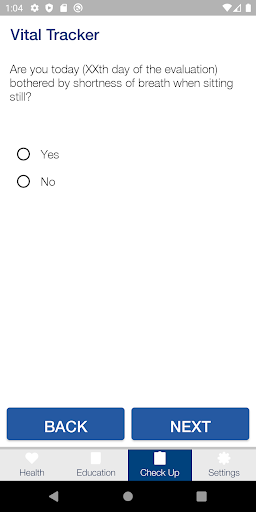 1:04
Vital Tracker
Are you today (XXth day of the evaluation)
bothered by shortness of breath when sitting
still?
Yes
No
BACK
NEXT
Health
Education
Check Up
Settings